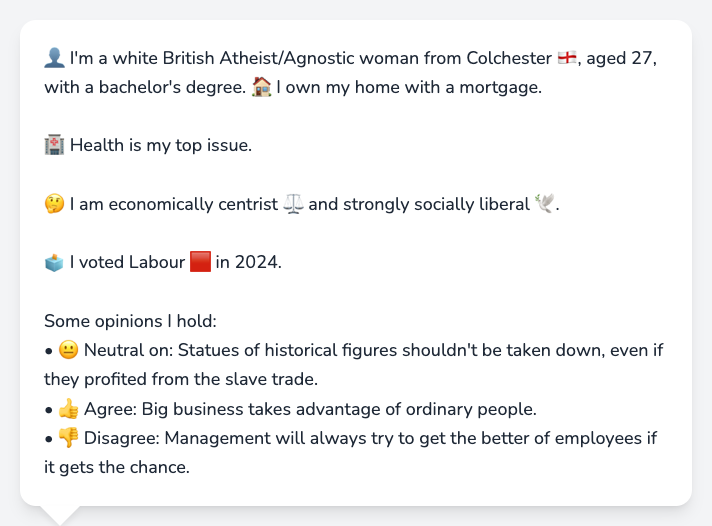 👤 I'm a white British Atheist/Agnostic woman from Colchester 🏴󠁧󠁢󠁥󠁮󠁧󠁿, aged 27,
with a bachelor's degree. 🏠 I own my home with a mortgage.
🏥 Health is my top issue.
🤔 I am economically centrist ⚖️ and strongly socially liberal 🕊️.
🗳️ I voted Labour 🟥 in 2024.
Some opinions I hold:
• 😐 Neutral on: Statues of historical figures shouldn't be taken down, even if
they profited from the slave trade.
• 👍 Agree: Big business takes advantage of ordinary people.
• 👎 Disagree: Management will always try to get the better of employees if
it gets the chance.